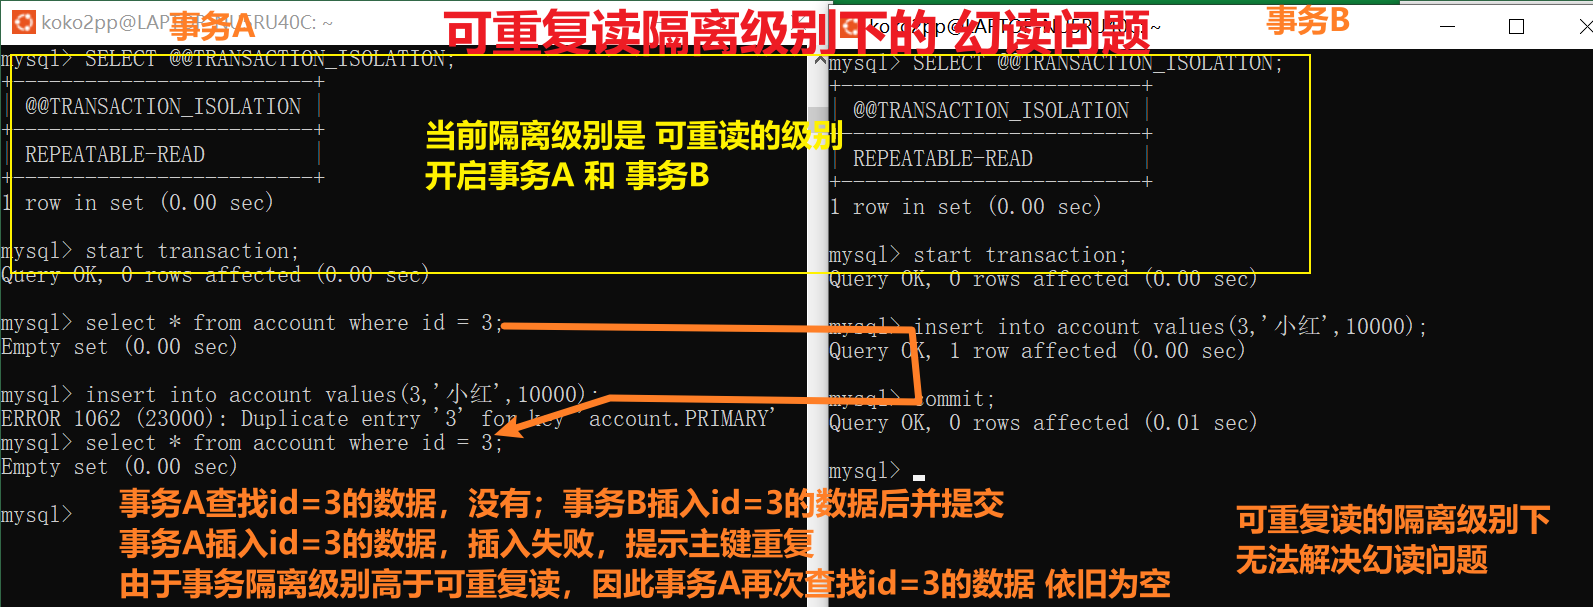 koko2pp@LAPTOP-NUERU40C: ~
事务A
可重复读隔离级别下的 幻读问题
事务B
mysql> SELECT @@TRANSACTION_ISOLATION;
+-------------------------+
| @@TRANSACTION_ISOLATION |
+-------------------------+
| REPEATABLE-READ         |
+-------------------------+
1 row in set (0.00 sec)
mysql> start transaction;
Query OK, 0 rows affected (0.00 sec)
mysql> select * from account where id = 3;
Empty set (0.00 sec)
mysql> insert into account values(3,'小红',10000);
ERROR 1062 (23000): Duplicate entry '3' for key 'account.PRIMARY'
mysql> select * from account where id = 3;
Empty set (0.00 sec)
mysql>
当前隔离级别是 可重读的级别
开启事务A 和 事务B
mysql> SELECT @@TRANSACTION_ISOLATION;
+-------------------------+
| @@TRANSACTION_ISOLATION |
+-------------------------+
| REPEATABLE-READ         |
+-------------------------+
1 row in set (0.00 sec)
mysql> start transaction;
Query OK, 0 rows affected (0.00 sec)
mysql> insert into account values(3,'小红',10000);
Query OK, 1 row affected (0.00 sec)
mysql> commit;
Query OK, 0 rows affected (0.01 sec)
mysql>
事务A查找id=3的数据，没有；事务B插入id=3的数据后并提交
事务A插入id=3的数据，插入失败，提示主键重复
由于事务隔离级别高于可重复读，因此事务A再次查找id=3的数据 依旧为空
可重复读的隔离级别下
无法解决幻读问题